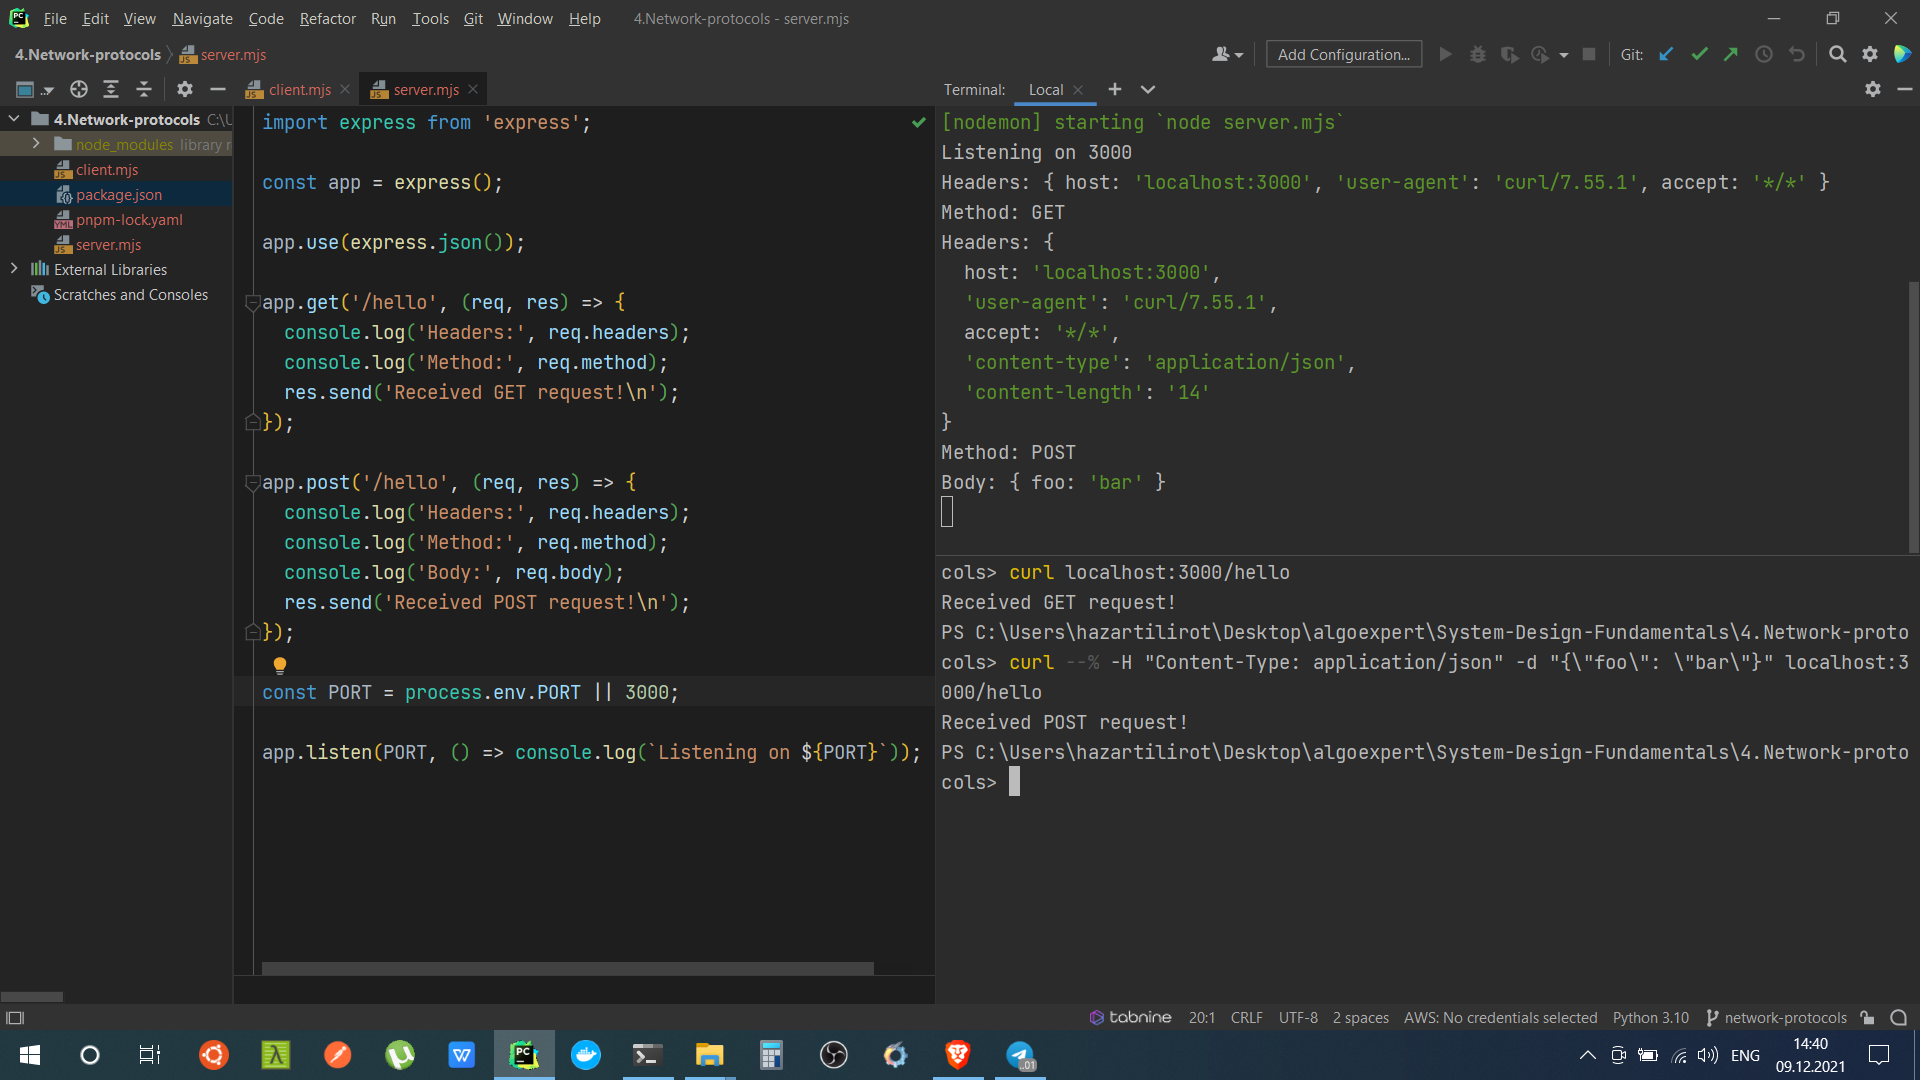 File Edit View Navigate Code Refactor Run Tools Git Window Help 4.Network-protocols - server.mjs
4.Network-protocols server.mjs Add Configuration... Git:
client.mjs server.mjs Terminal: Local
4.Network-protocols C:\U
node_modules library r
client.mjs
package.json
pnpm-lock.yaml
server.mjs
External Libraries
Scratches and Consoles
import express from 'express';
const app = express();
app.use(express.json());
app.get('/hello', (req, res) => {
console.log('Headers:', req.headers);
console.log('Method:', req.method);
res.send('Received GET request!\n');
});
app.post('/hello', (req, res) => {
console.log('Headers:', req.headers);
console.log('Method:', req.method);
console.log('Body:', req.body);
res.send('Received POST request!\n');
});
const PORT = process.env.PORT || 3000;
app.listen(PORT, () => console.log(`Listening on ${PORT}`));
[nodemon] starting `node server.mjs`
Listening on 3000
Headers: { host: 'localhost:3000', 'user-agent': 'curl/7.55.1', accept: '*/*' }
Method: GET
Headers: {
host: 'localhost:3000',
'user-agent': 'curl/7.55.1',
accept: '*/*',
'content-type': 'application/json',
'content-length': '14'
}
Method: POST
Body: { foo: 'bar' }
cols> curl localhost:3000/hello
Received GET request!
PS C:\Users\hazartilirot\Desktop\algoexpert\System-Design-Fundamentals\4.Network-proto
cols> curl --% -H "Content-Type: application/json" -d "{\"foo\": \"bar\"}" localhost:3
000/hello
Received POST request!
PS C:\Users\hazartilirot\Desktop\algoexpert\System-Design-Fundamentals\4.Network-proto
cols>
tabnine 20:1 CRLF UTF-8 2 spaces AWS: No credentials selected Python 3.10 network-protocols
ENG 14:40
09.12.2021